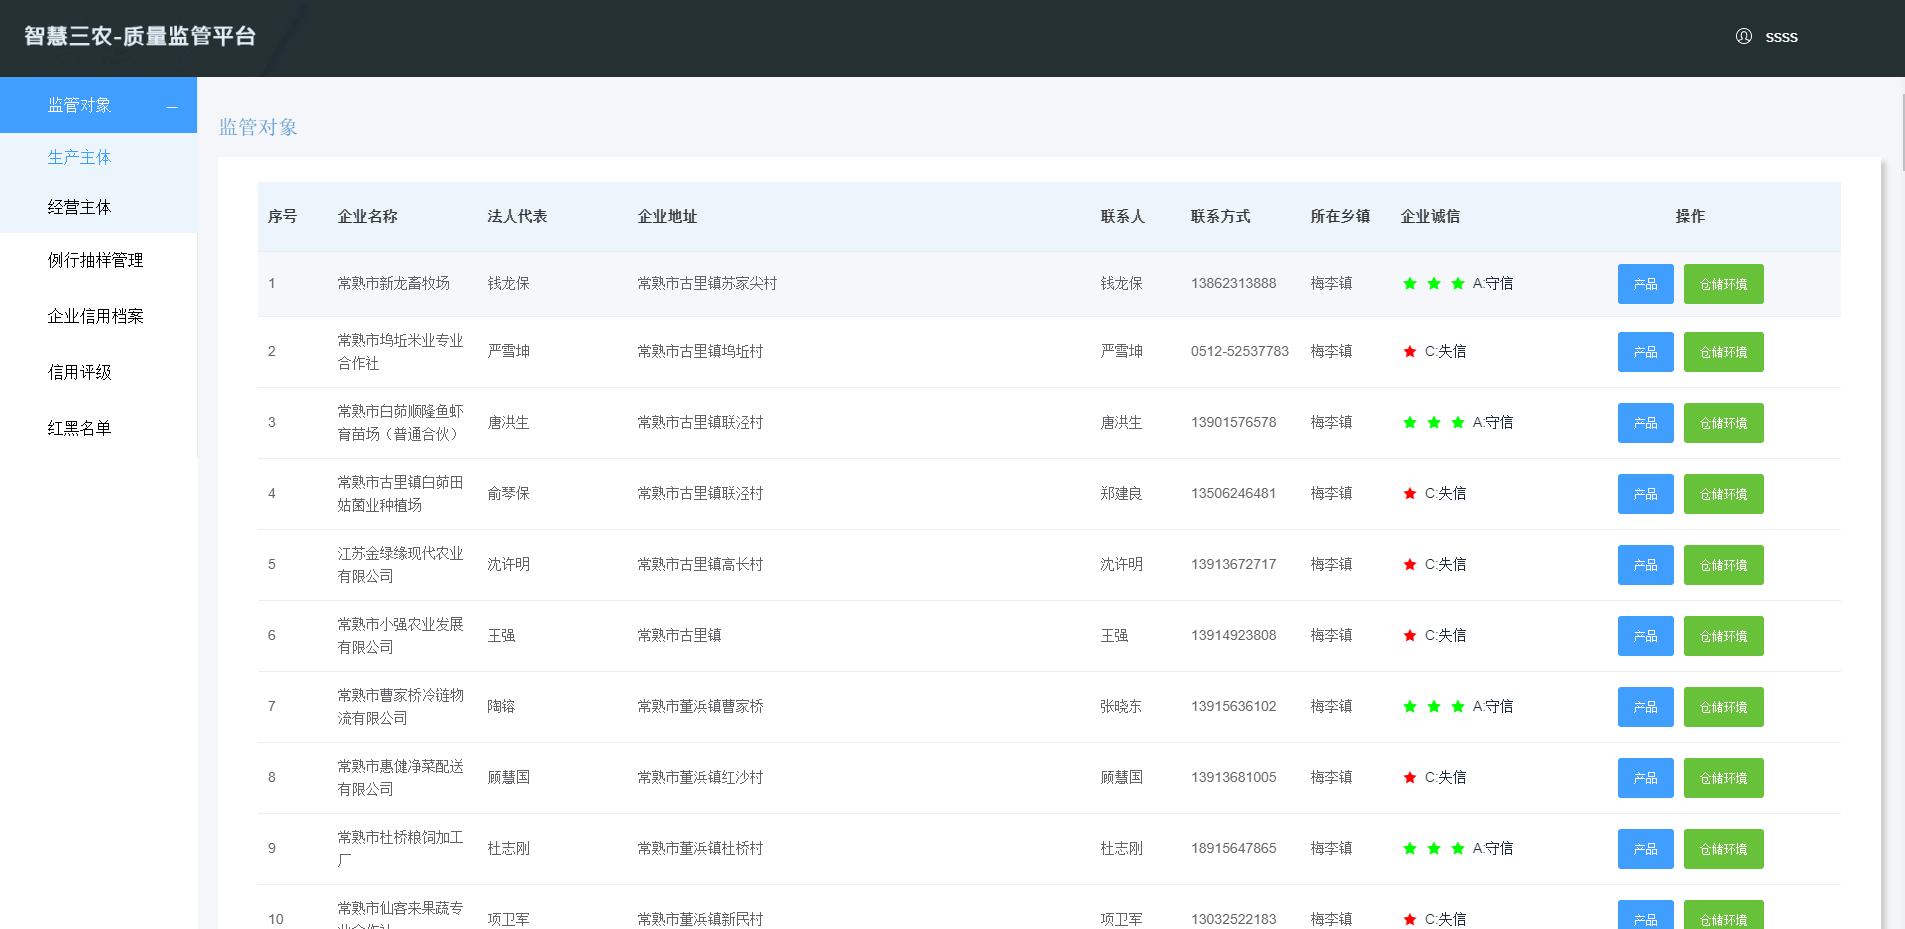 智慧三农-质量监管平台
ssss
监管对象
生产主体
经营主体
例行抽样管理
企业信用档案
信用评级
红黑名单
监管对象
序号 企业名称 法人代表 企业地址 联系人 联系方式 所在乡镇 企业诚信 操作
1 常熟市新龙畜牧场 钱龙保 常熟市古里镇苏家尖村 钱龙保 13862313888 梅李镇 A:守信 产品 仓储环境
2 常熟市坞坵米业专业 严雪坤 常熟市古里镇坞坵村 严雪坤 0512-52537783 梅李镇 C:失信 产品 仓储环境
合作社
3 常熟市白茆顺隆鱼虾 唐洪生 常熟市古里镇联泾村 唐洪生 13901576578 梅李镇 A:守信 产品 仓储环境
育苗场（普通合伙）
4 常熟市古里镇白茆田 俞琴保 常熟市古里镇联泾村 郑建良 13506246481 梅李镇 C:失信 产品 仓储环境
姑菌业种植场
5 江苏金绿缘现代农业 沈许明 常熟市古里镇高长村 沈许明 13913672717 梅李镇 C:失信 产品 仓储环境
有限公司
6 常熟市小强农业发展 王强 常熟市古里镇 王强 13914923808 梅李镇 C:失信 产品 仓储环境
有限公司
7 常熟市曹家桥冷链物 陶镕 常熟市董浜镇曹家桥 张晓东 13915636102 梅李镇 A:守信 产品 仓储环境
流有限公司
8 常熟市惠健净菜配送 顾慧国 常熟市董浜镇红沙村 顾慧国 13913681005 梅李镇 C:失信 产品 仓储环境
有限公司
9 常熟市杜桥粮饲加工 杜志刚 常熟市董浜镇杜桥村 杜志刚 18915647865 梅李镇 A:守信 产品 仓储环境
厂
10 常熟市仙客来果蔬专 项卫军 常熟市董浜镇新民村 项卫军 13032522183 梅李镇 C:失信 产品 仓储环境